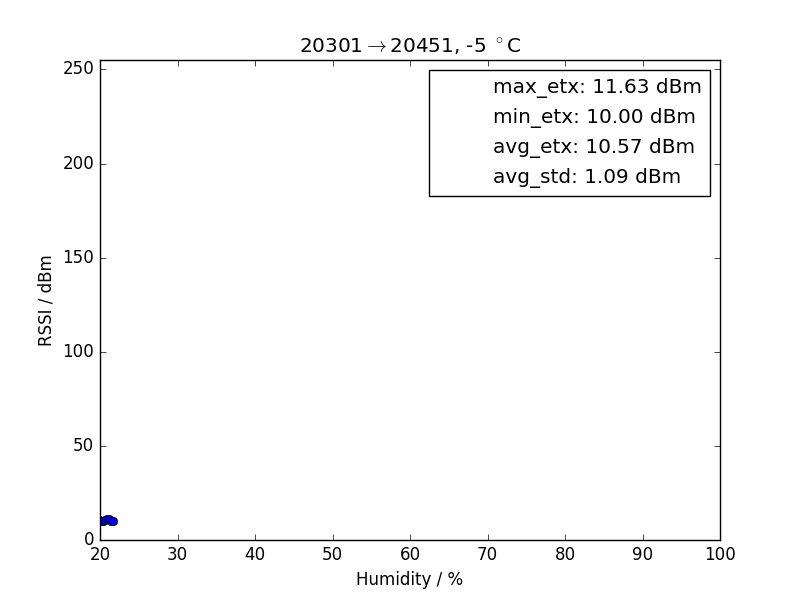 20301→20451, -5 °C
max_etx: 11.63 dBm
min_etx: 10.00 dBm
avg_etx: 10.57 dBm
avg_std: 1.09 dBm
RSSI / dBm
250
200
150
100
50
0
20 30 40 50 60 70 80 90 100
Humidity / %